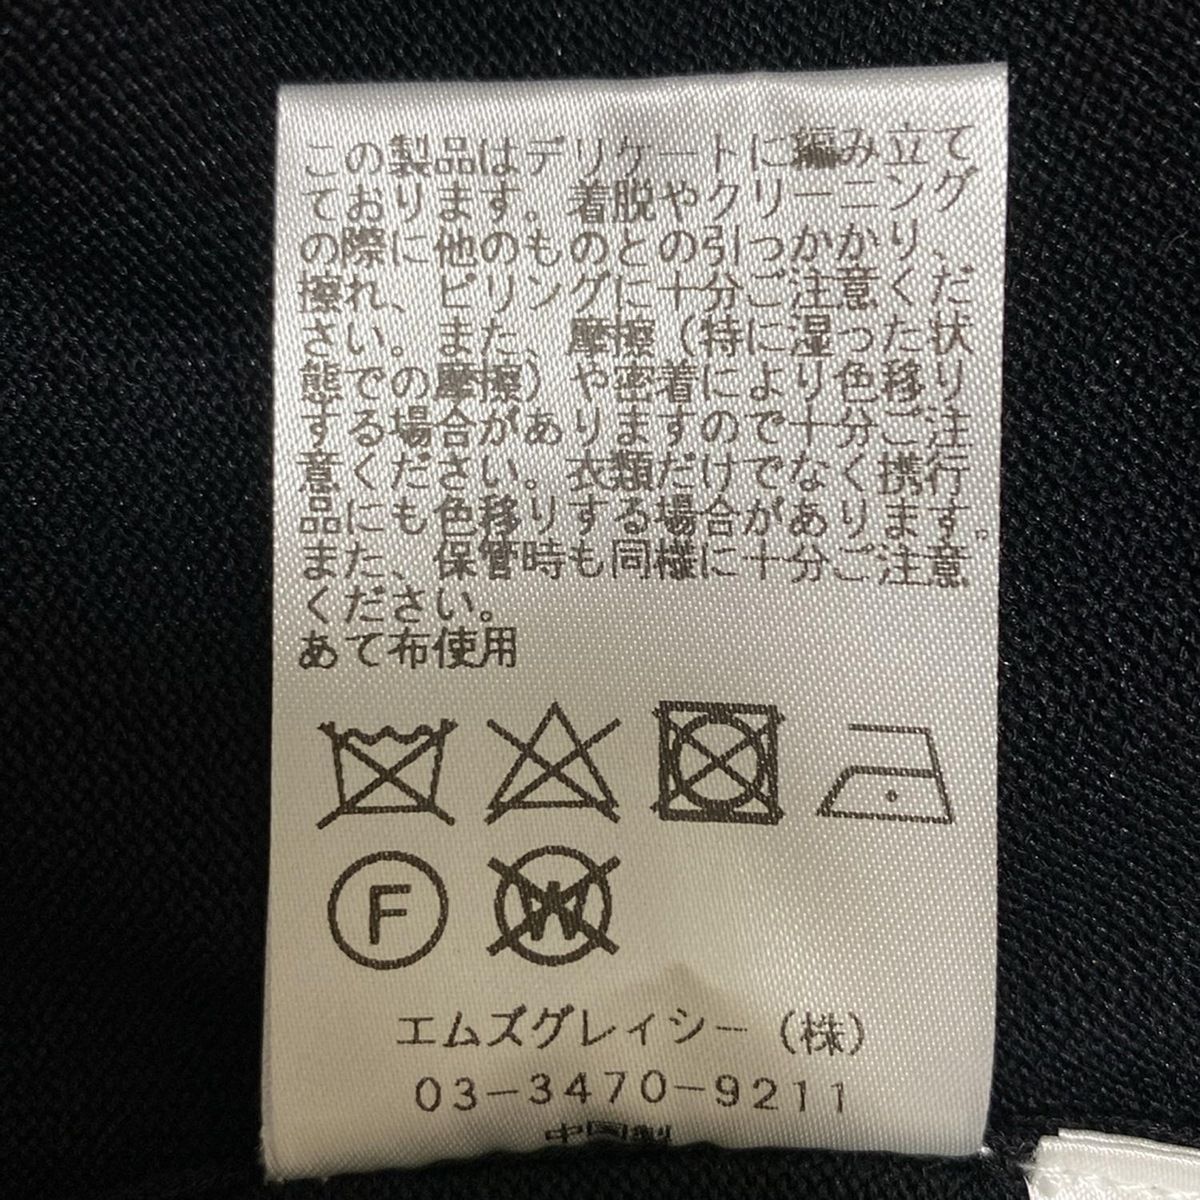 この製品はデリケートに編み立て
ております。着脱やクリーニング
の際に他のものとの引っかかり、
擦れ、ピリングに十分ご注意くだ
さい。また、摩擦(特に湿った状
態での摩擦)や密着により色移り
する場合がありますので十分ご注
意ください。衣類だけでなく携行
品にも色移りする場合があります。
また、保管時も同様に十分ご注意
ください。
あて布使用
F
W
エムズグレイシー(株)
03-3470-9211
中国製